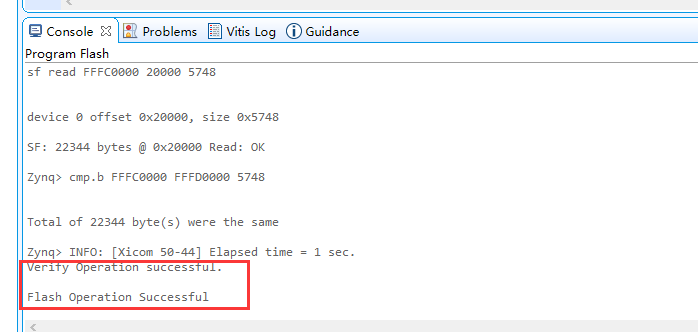 Console Problems Vitis Log Guidance
Program Flash
sf read FFFC0000 20000 5748
device 0 offset 0x20000, size 0x5748
SF: 22344 bytes @ 0x20000 Read: OK
Zynq> cmp.b FFFC0000 FFFD0000 5748
Total of 22344 byte(s) were the same
Zynq> INFO: [Xicom 50-44] Elapsed time = 1 sec.
Verify Operation successful.
Flash Operation Successful